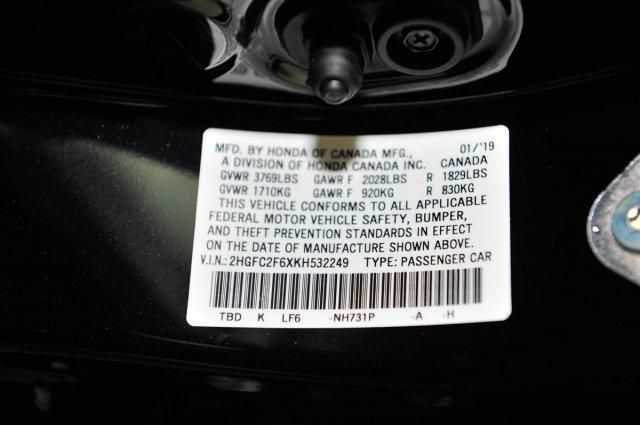 MFD. BY HONDA OF CANADA MFG., 01/'19
A DIVISION OF HONDA CANADA INC. CANADA
GVWR 3769LBS GAWR F 2028LBS R 1829LBS
GVWR 1710KG GAWR F 920KG R 830KG
THIS VEHICLE CONFORMS TO ALL APPLICABLE
FEDERAL MOTOR VEHICLE SAFETY, BUMPER,
AND THEFT PREVENTION STANDARDS IN EFFECT
ON THE DATE OF MANUFACTURE SHOWN ABOVE.
V.I.N.: 2HGFC2F6XKH532249 TYPE: PASSENGER CAR
TBD K LF6 -NH731P -A -H